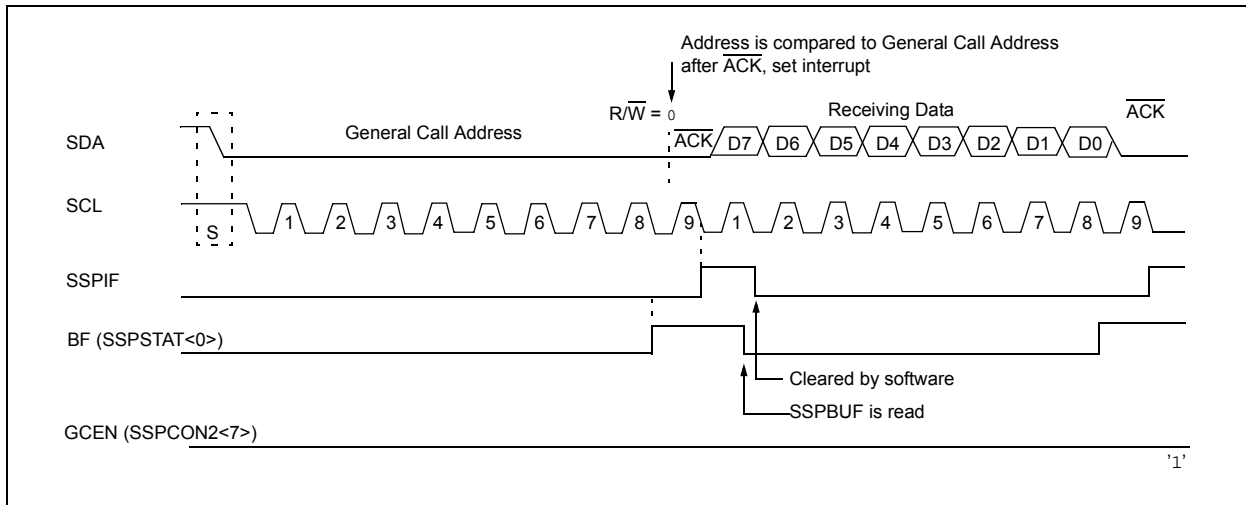 Address is compared to General Call Address
after ACK, set interrupt
R/W = 0
General Call Address
Receiving Data
ACK
SDA
ACK
D7 D6 D5 D4 D3 D2 D1 D0
SCL
S
1 2 3 4 5 6 7 8 9 1 2 3 4 5 6 7 8 9
SSPIF
BF (SSPSTAT<0>)
Cleared by software
SSPBUF is read
GCEN (SSPCON2<7>)
'1'